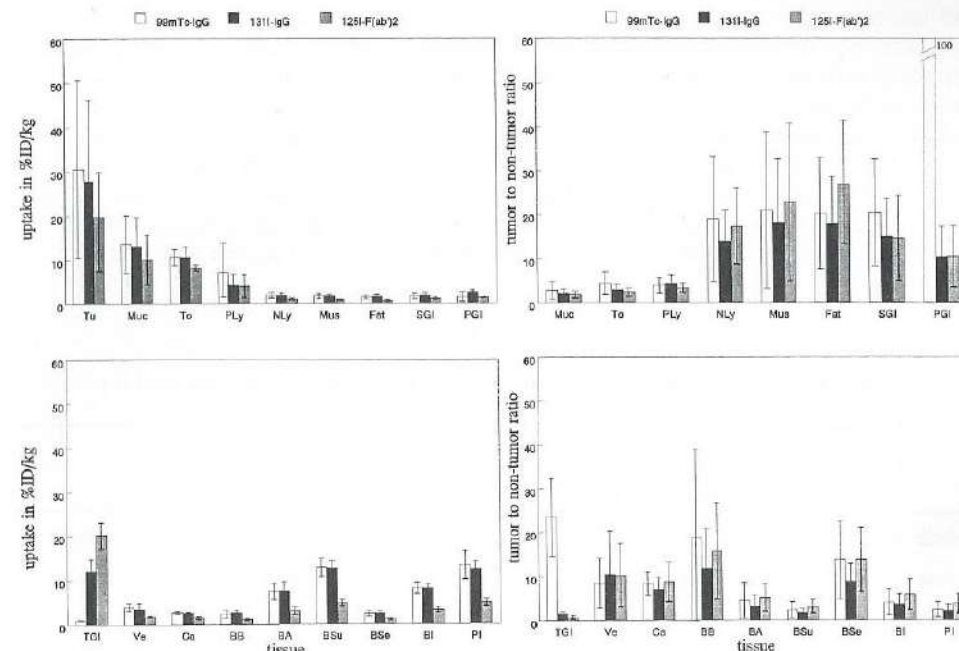 99mTc-IgG 131I-IgG 125I-F(ab')2
60
50
40
30
20
10
0
uptake in %ID/kg
Tu Muc To PLy NLy Mus Fat SGl PGl
99mTc-IgG 131I-IgG 125I-F(ab')2
100
60
50
40
30
20
10
0
tumor to non-tumor ratio
Muc To PLy NLy Mus Fat SGl PGl
60
50
40
30
20
10
0
uptake in %ID/kg
TGl Ve Ca BB BA BSu BSe Bl Pl
tissue
60
50
40
30
20
10
0
tumor to non-tumor ratio
TGl Ve Ca BB BA BSu BSe Bl Pl
tissue